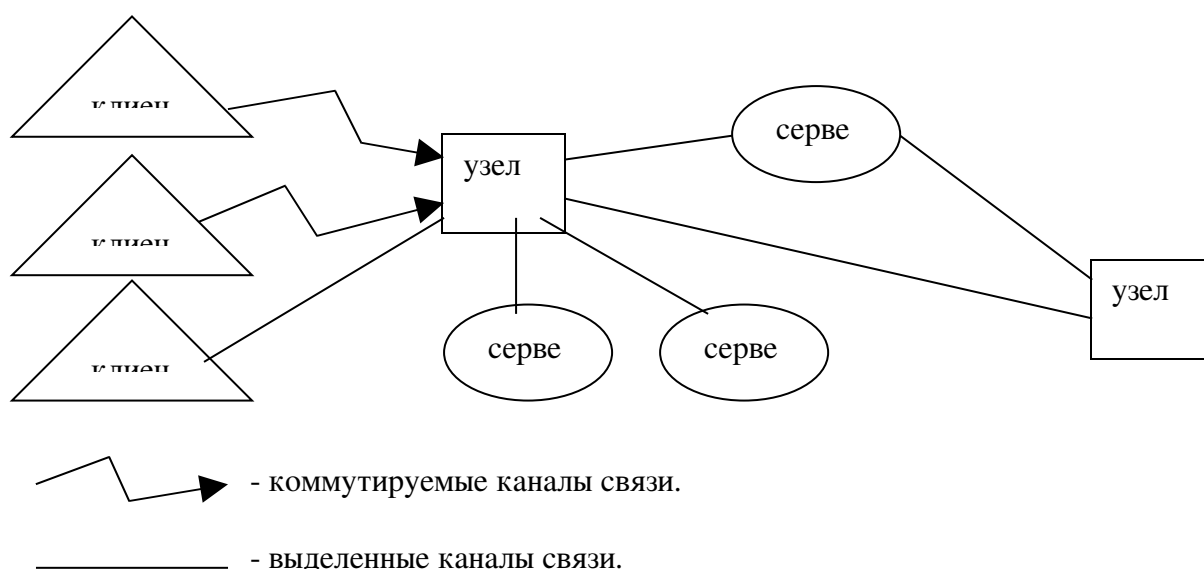 клиен
серве
узел
клиен
узел
серве
серве
клиен
- коммутируемые каналы связи.
- выделенные каналы связи.